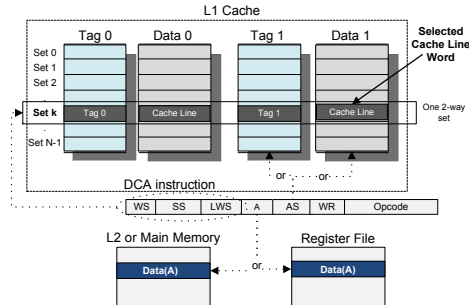 L1 Cache
Tag 0 Data 0 Tag 1 Data 1
Selected
Cache Line
Word
Set 0
Set 1
Set 2
Set k Tag 0 Cache Line Tag 1 Cache Line
One 2-way
set
Set N-1
or or
DCA instruction
WS SS LWS A AS WR Opcode
L2 or Main Memory Register File
Data(A) or Data(A)